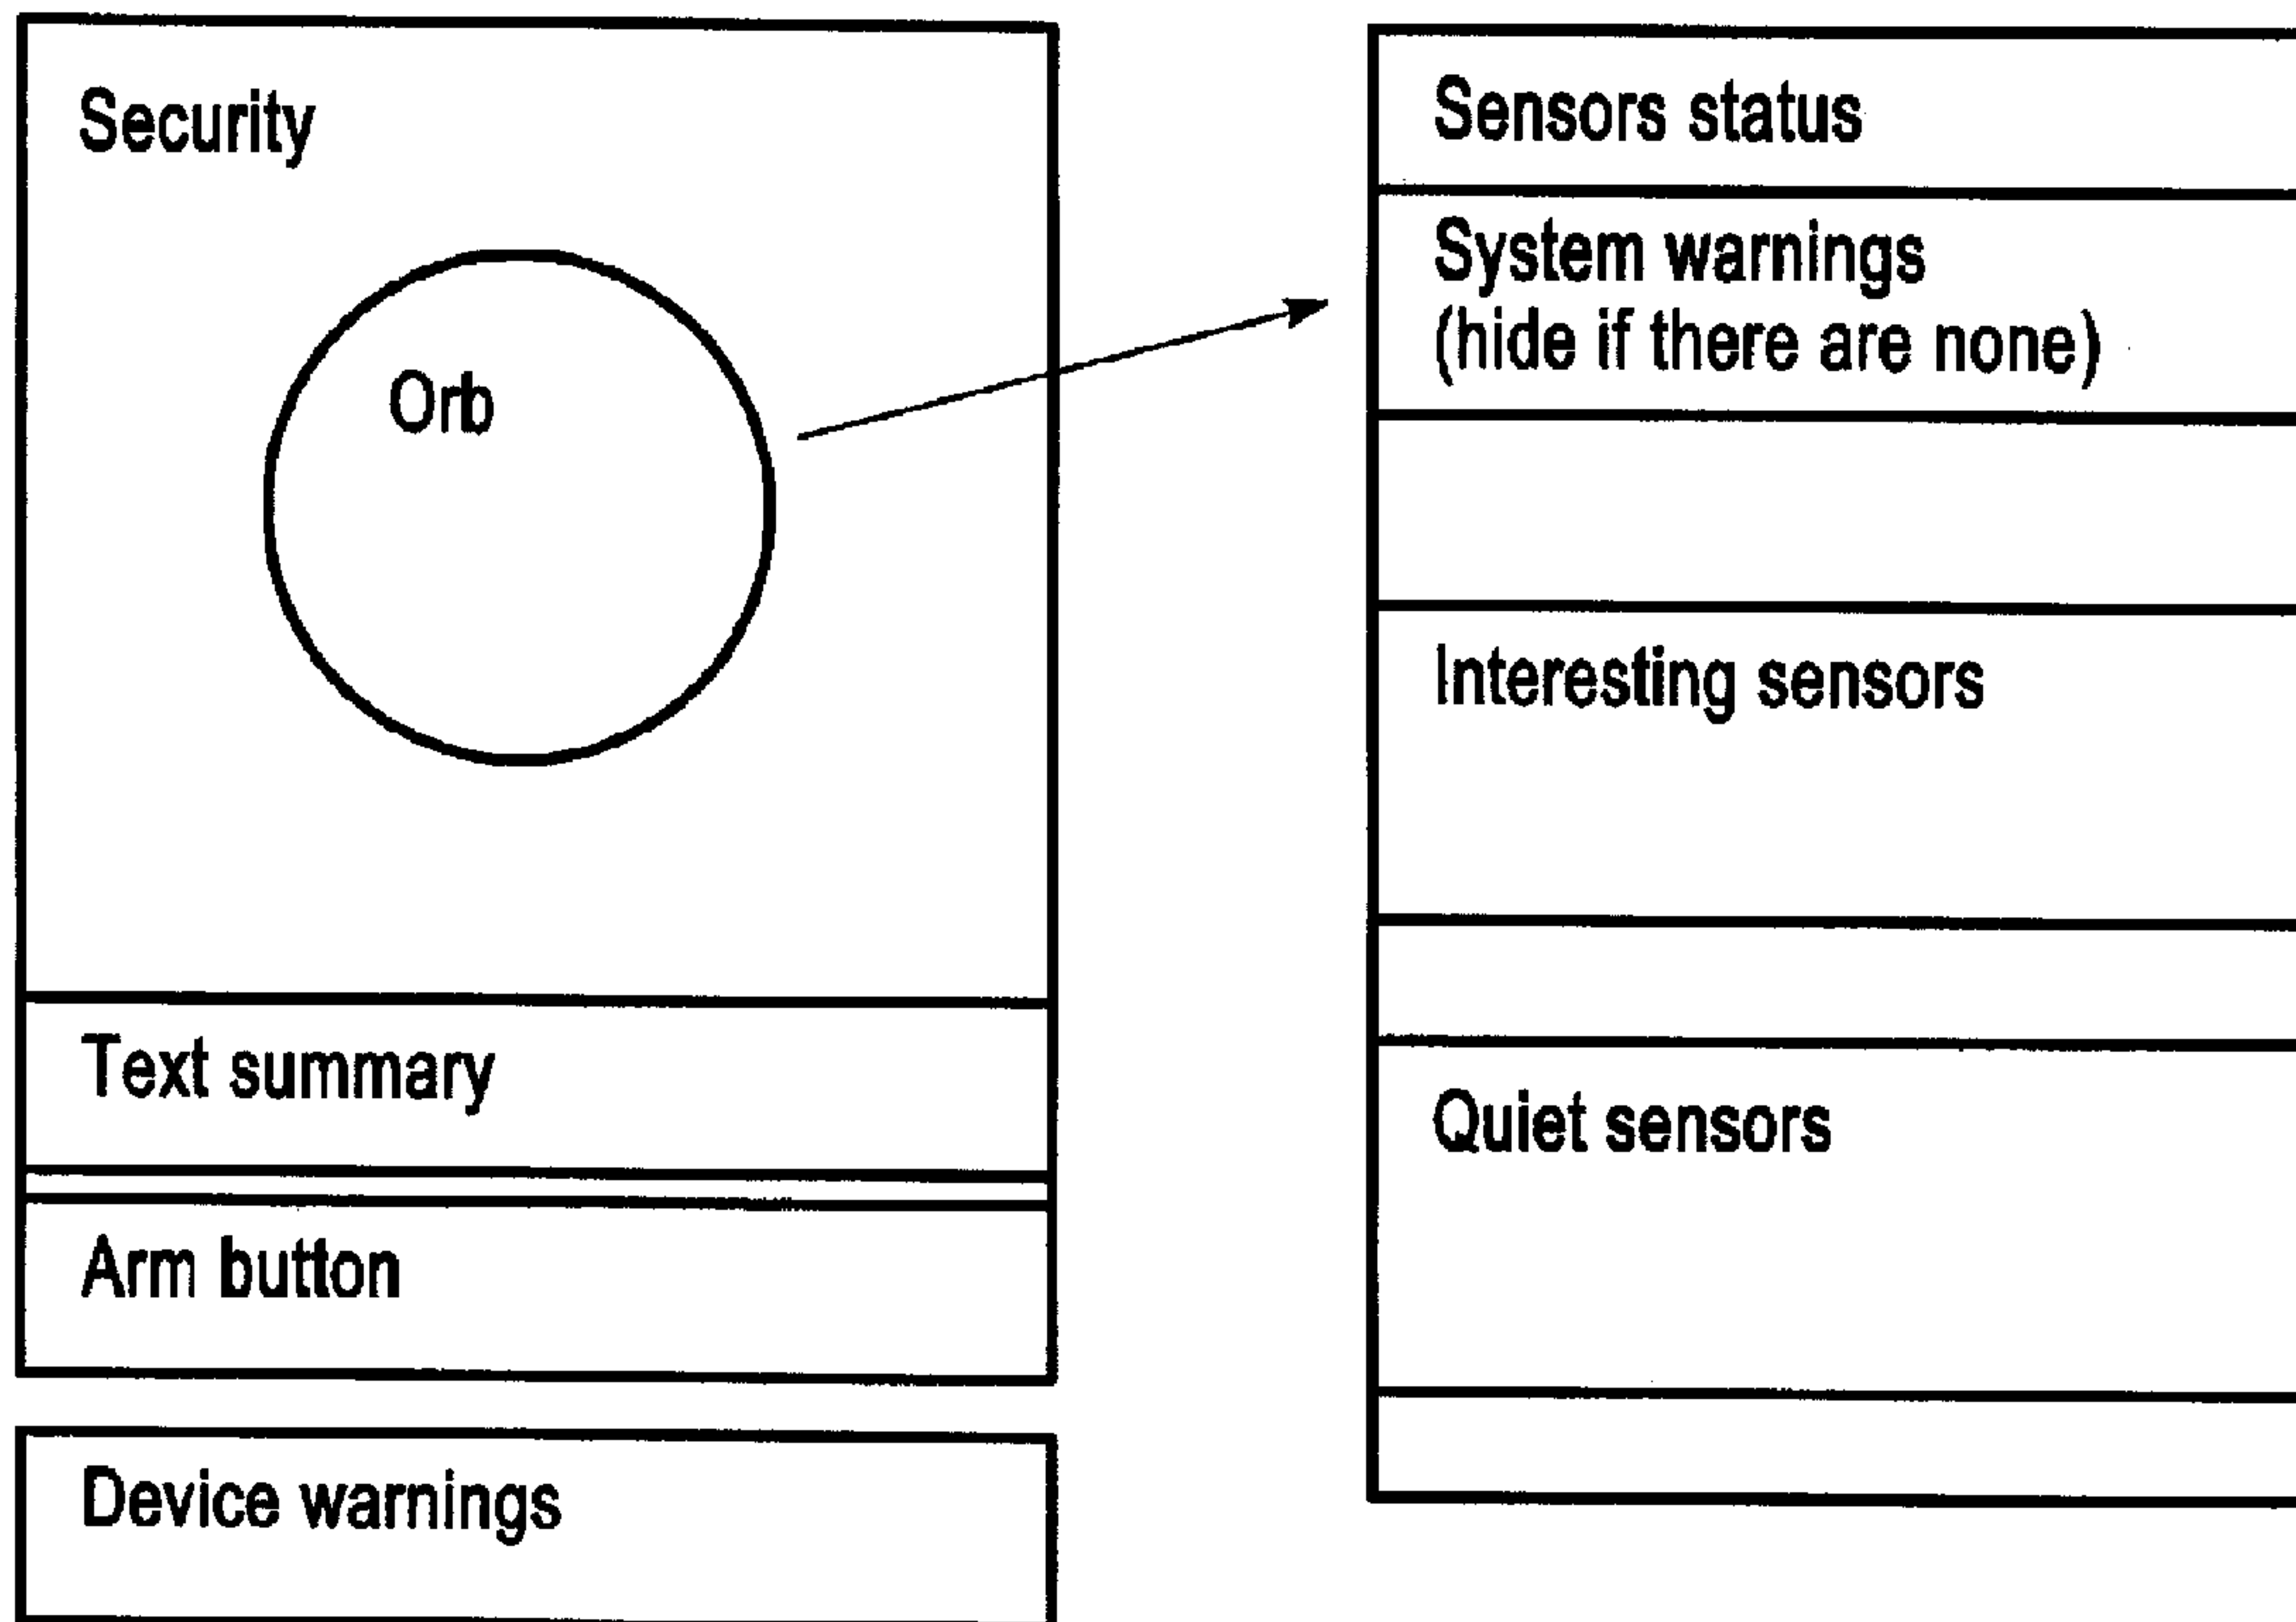 Security
Orb
Text summary
Arm button
Device warnings
Sensors status
System warnings
(hide if there are none)
Interesting sensors
Quiet sensors